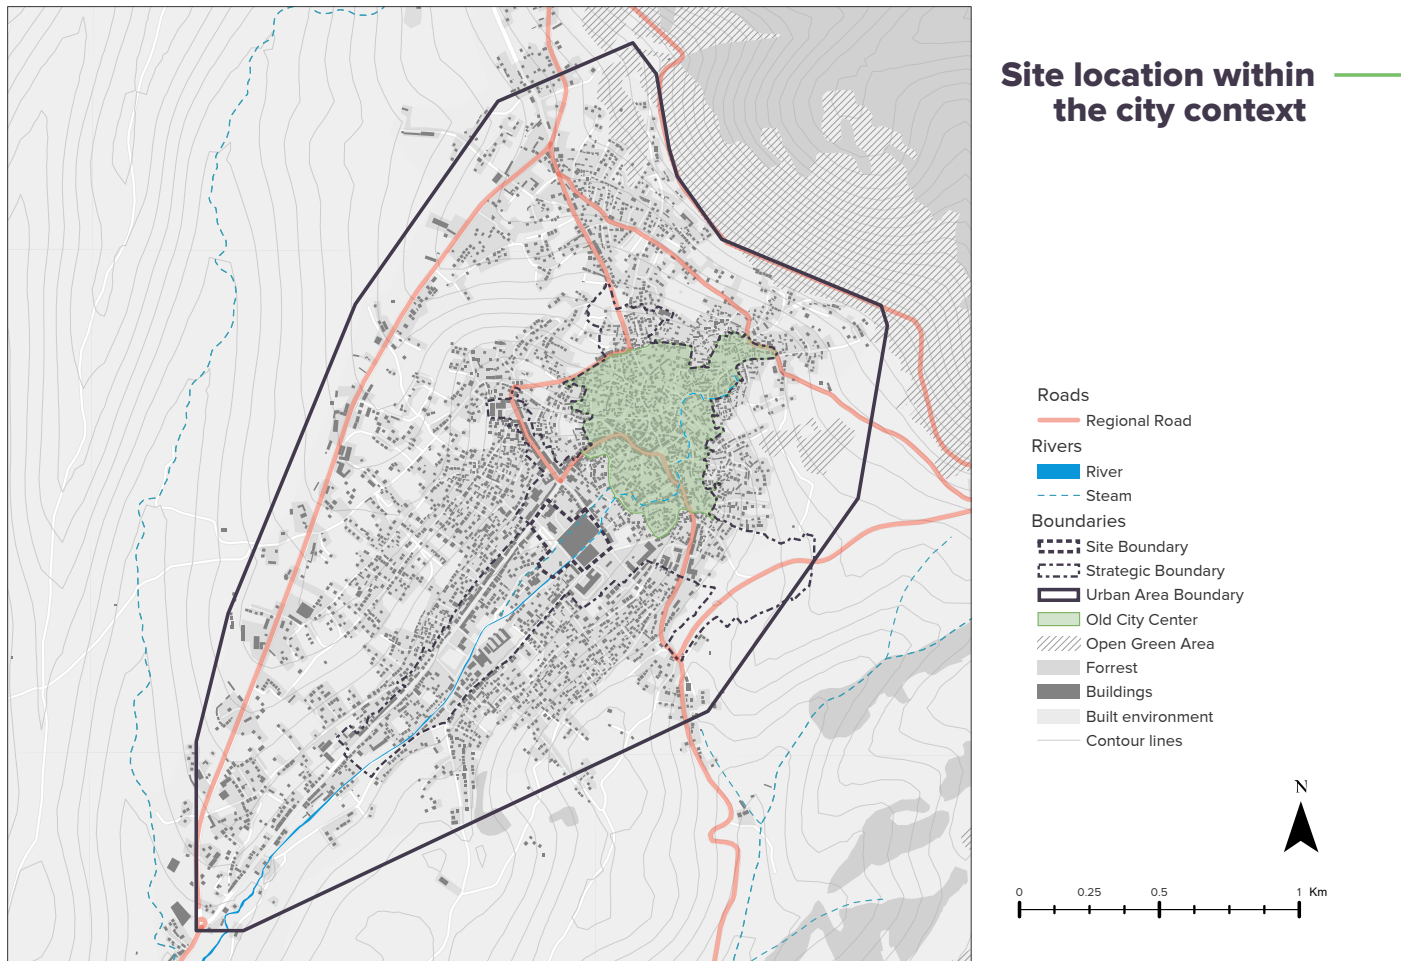 Site location within
the city context
Roads
Regional Road
Rivers
River
Steam
Boundaries
Site Boundary
Strategic Boundary
Urban Area Boundary
Old City Center
Open Green Area
Forrest
Buildings
Built environment
Contour lines
N
0 0.25 0.5 1 Km